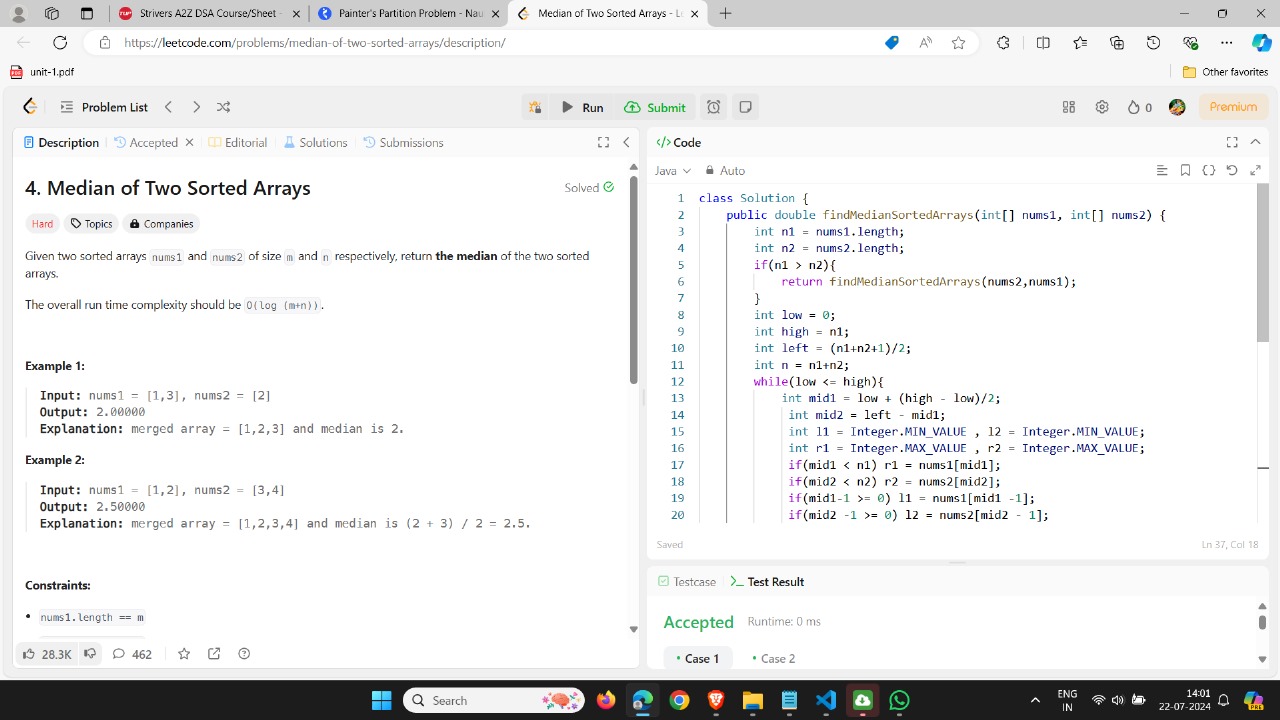 Strivers A2Z DSA Course/Sheet -
Painter's Partition Problem - Nau
Median of Two Sorted Arrays - Le
https://leetcode.com/problems/median-of-two-sorted-arrays/description/
unit-1.pdf
Other favorites
Problem List
Run
Submit
0
Premium
Description
Accepted
Editorial
Solutions
Submissions
4. Median of Two Sorted Arrays
Solved
Hard
Topics
Companies
Given two sorted arrays nums1 and nums2 of size m and n respectively, return the median of the two sorted
arrays.
The overall run time complexity should be O(log (m+n)).
Example 1:
Input: nums1 = [1,3], nums2 = [2]
Output: 2.00000
Explanation: merged array = [1,2,3] and median is 2.
Example 2:
Input: nums1 = [1,2], nums2 = [3,4]
Output: 2.50000
Explanation: merged array = [1,2,3,4] and median is (2 + 3) / 2 = 2.5.
Constraints:
• nums1.length == m
28.3K
462
Code
Java
Auto
1 class Solution {
2 public double findMedianSortedArrays(int[] nums1, int[] nums2) {
3 int n1 = nums1.length;
4 int n2 = nums2.length;
5 if(n1 > n2){
6 return findMedianSortedArrays(nums2,nums1);
7 }
8 int low = 0;
9 int high = n1;
10 int left = (n1+n2+1)/2;
11 int n = n1+n2;
12 while(low <= high){
13 int mid1 = low + (high - low)/2;
14 int mid2 = left - mid1;
15 int l1 = Integer.MIN_VALUE , l2 = Integer.MIN_VALUE;
16 int r1 = Integer.MAX_VALUE , r2 = Integer.MAX_VALUE;
17 if(mid1 < n1) r1 = nums1[mid1];
18 if(mid2 < n2) r2 = nums2[mid2];
19 if(mid1-1 >= 0) l1 = nums1[mid1 -1];
20 if(mid2 -1 >= 0) l2 = nums2[mid2 - 1];
Saved
Ln 37, Col 18
Testcase
Test Result
Accepted
Runtime: 0 ms
• Case 1
• Case 2
Search
ENG
IN
14:01
22-07-2024